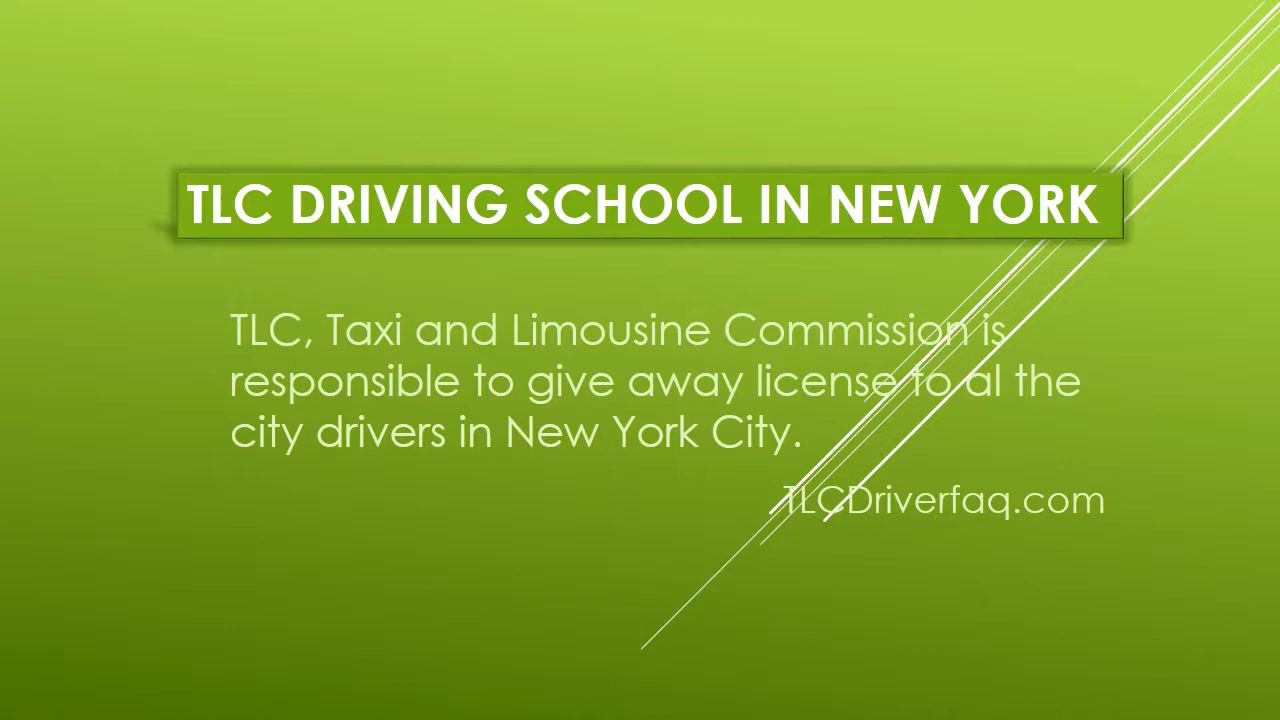 TLC DRIVING SCHOOL IN NEW YORK
TLC, Taxi and Limousine Commission is
responsible to give away license to al the
city drivers in New York City.
TLCDriverfaq.com